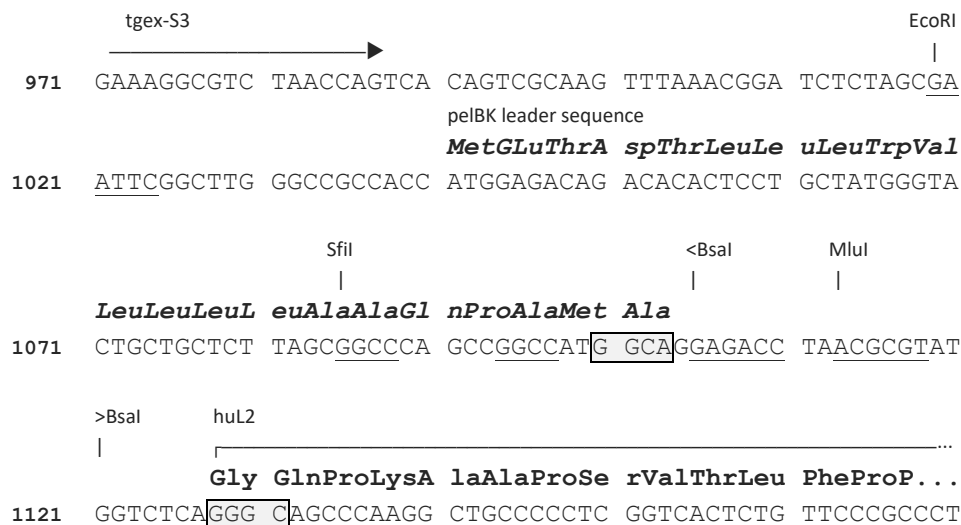 tgex-S3 EcoRI
971 GAAAGGCGTC TAACCAGTCA CAGTCGCAAG TTTAAACGGA TCTCTAGCGA
pelBK leader sequence
MetGLuThrA spThrLeuLe uLeuTrpVal
1021 ATTCGGCTTG GGCCGCCACC ATGGAGACAG ACACACTCCT GCTATGGGTA
SfiI <BsaI MluI
LeuLeuLeuL euAlaAlaGl nProAlaMet Ala
1071 CTGCTGCTCT TAGCGGCCCA GCCGGCCATG GCAGGAGACC TAACGCGTAT
>BsaI huL2
Gly GlnProLysA laAlaProSe rValThrLeu PheProP...
1121 GGTCTCAGGG CAGCCCAAGG CTGCCCCCTC GGTCACTCTG TTCCCGCCCT